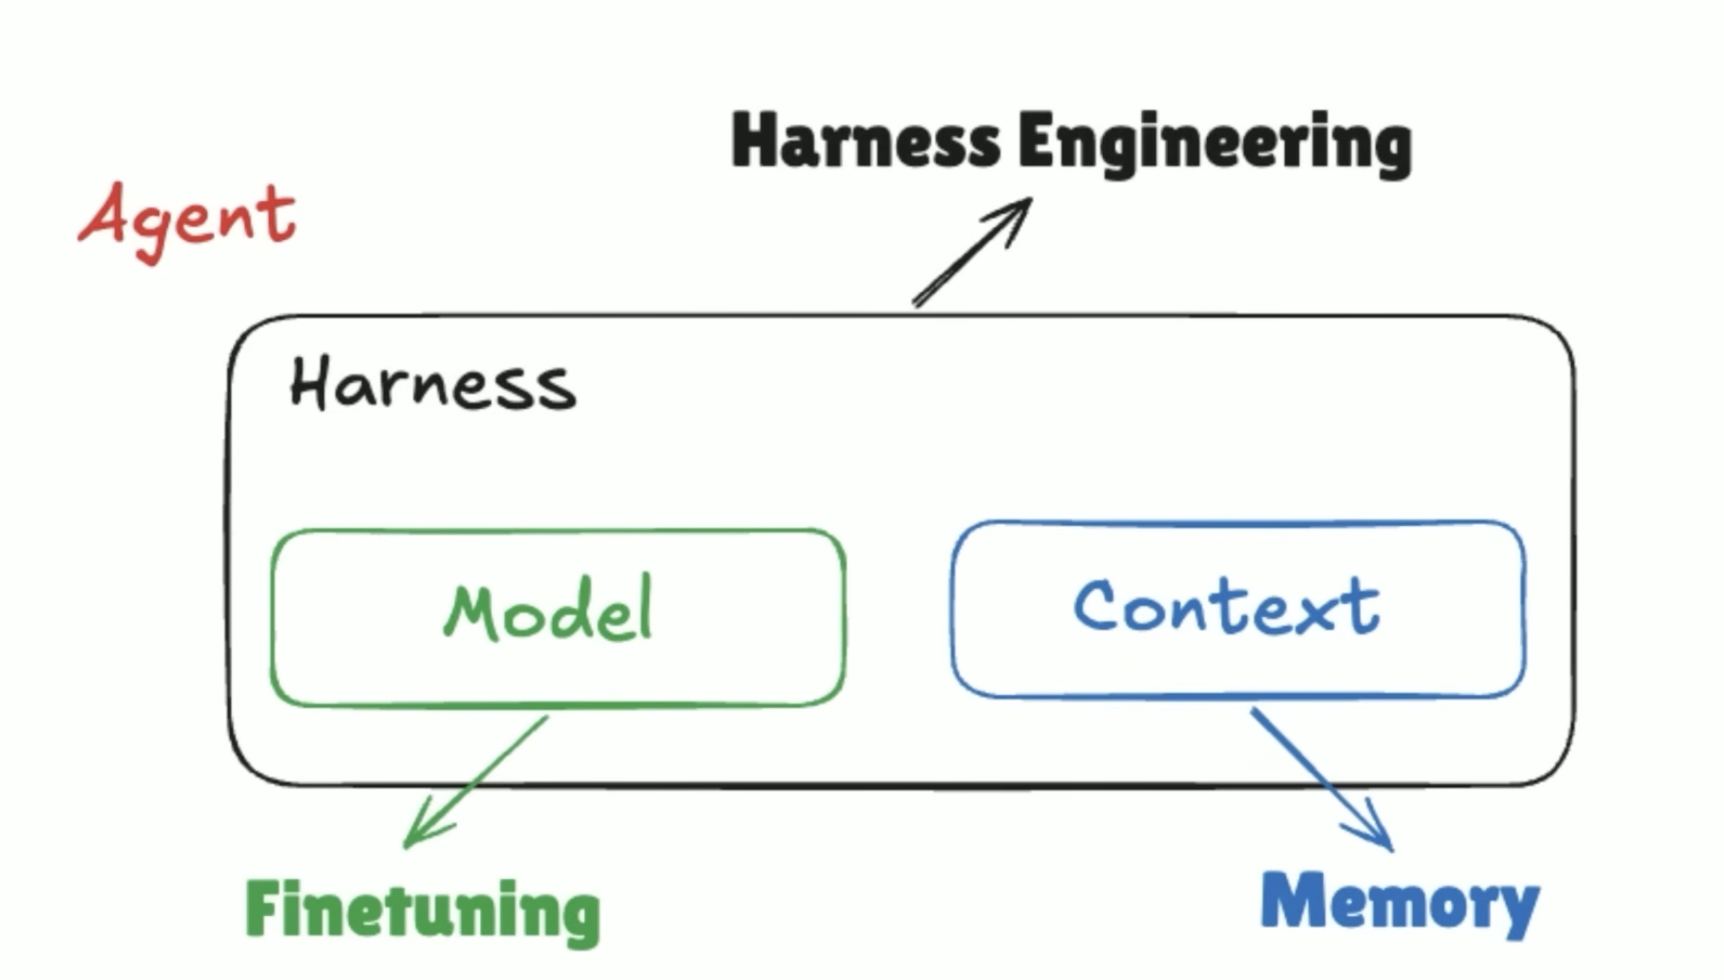 Harness Engineering
Agent
Harness
Model
Context
Finetuning
Memory